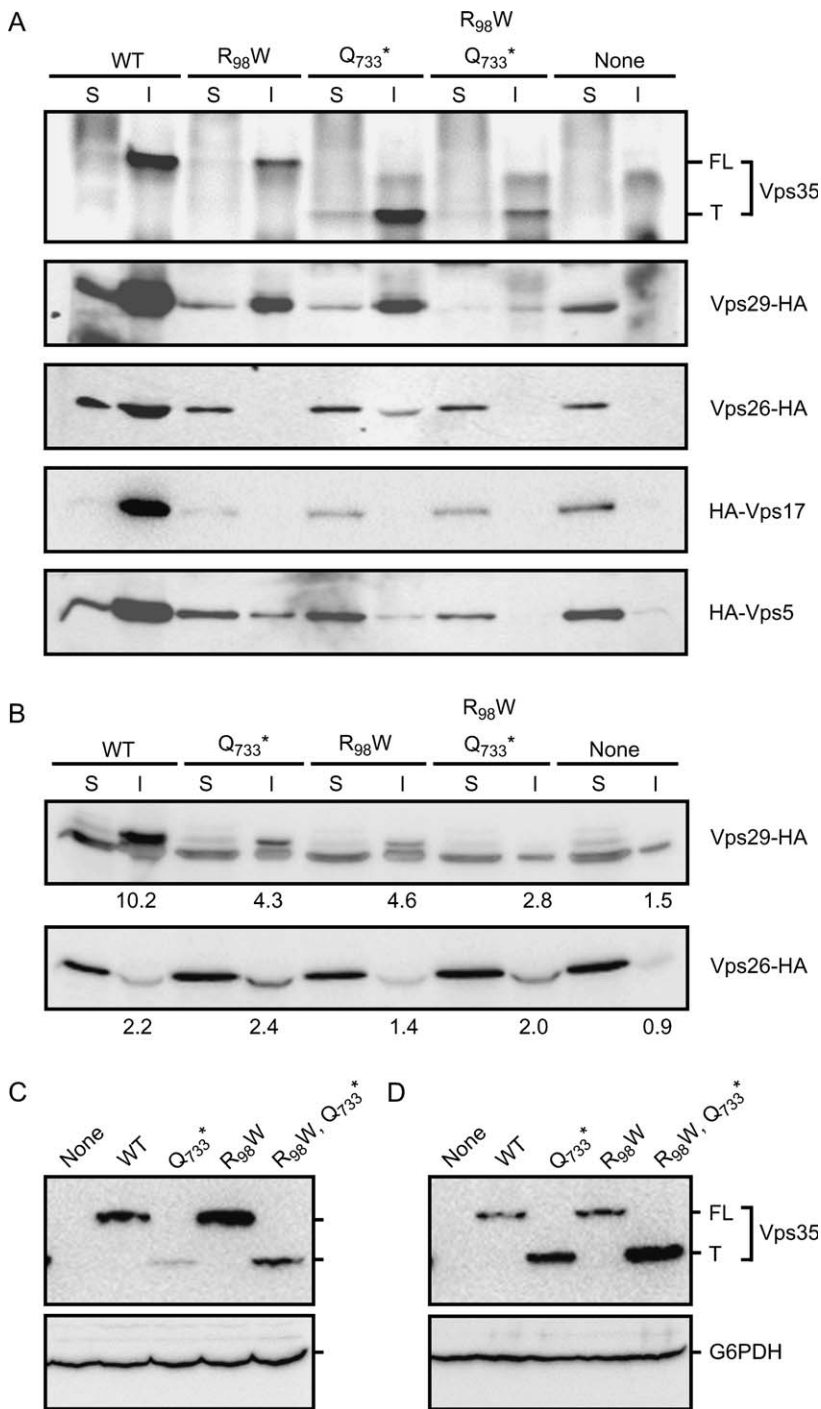 A
R₉₈W
WT R₉₈W Q₇₃₃* Q₇₃₃* None
S I S I S I S I S I
FL
Vps35
T
Vps29-HA
Vps26-HA
HA-Vps17
HA-Vps5
B
R₉₈W
WT Q₇₃₃* R₉₈W Q₇₃₃* None
S I S I S I S I S I
Vps29-HA
10.2 4.3 4.6 2.8 1.5
Vps26-HA
2.2 2.4 1.4 2.0 0.9
C
None WT Q₇₃₃* R₉₈W R₉₈W, Q₇₃₃*
D
None WT Q₇₃₃* R₉₈W R₉₈W, Q₇₃₃*
FL
Vps35
T
G6PDH